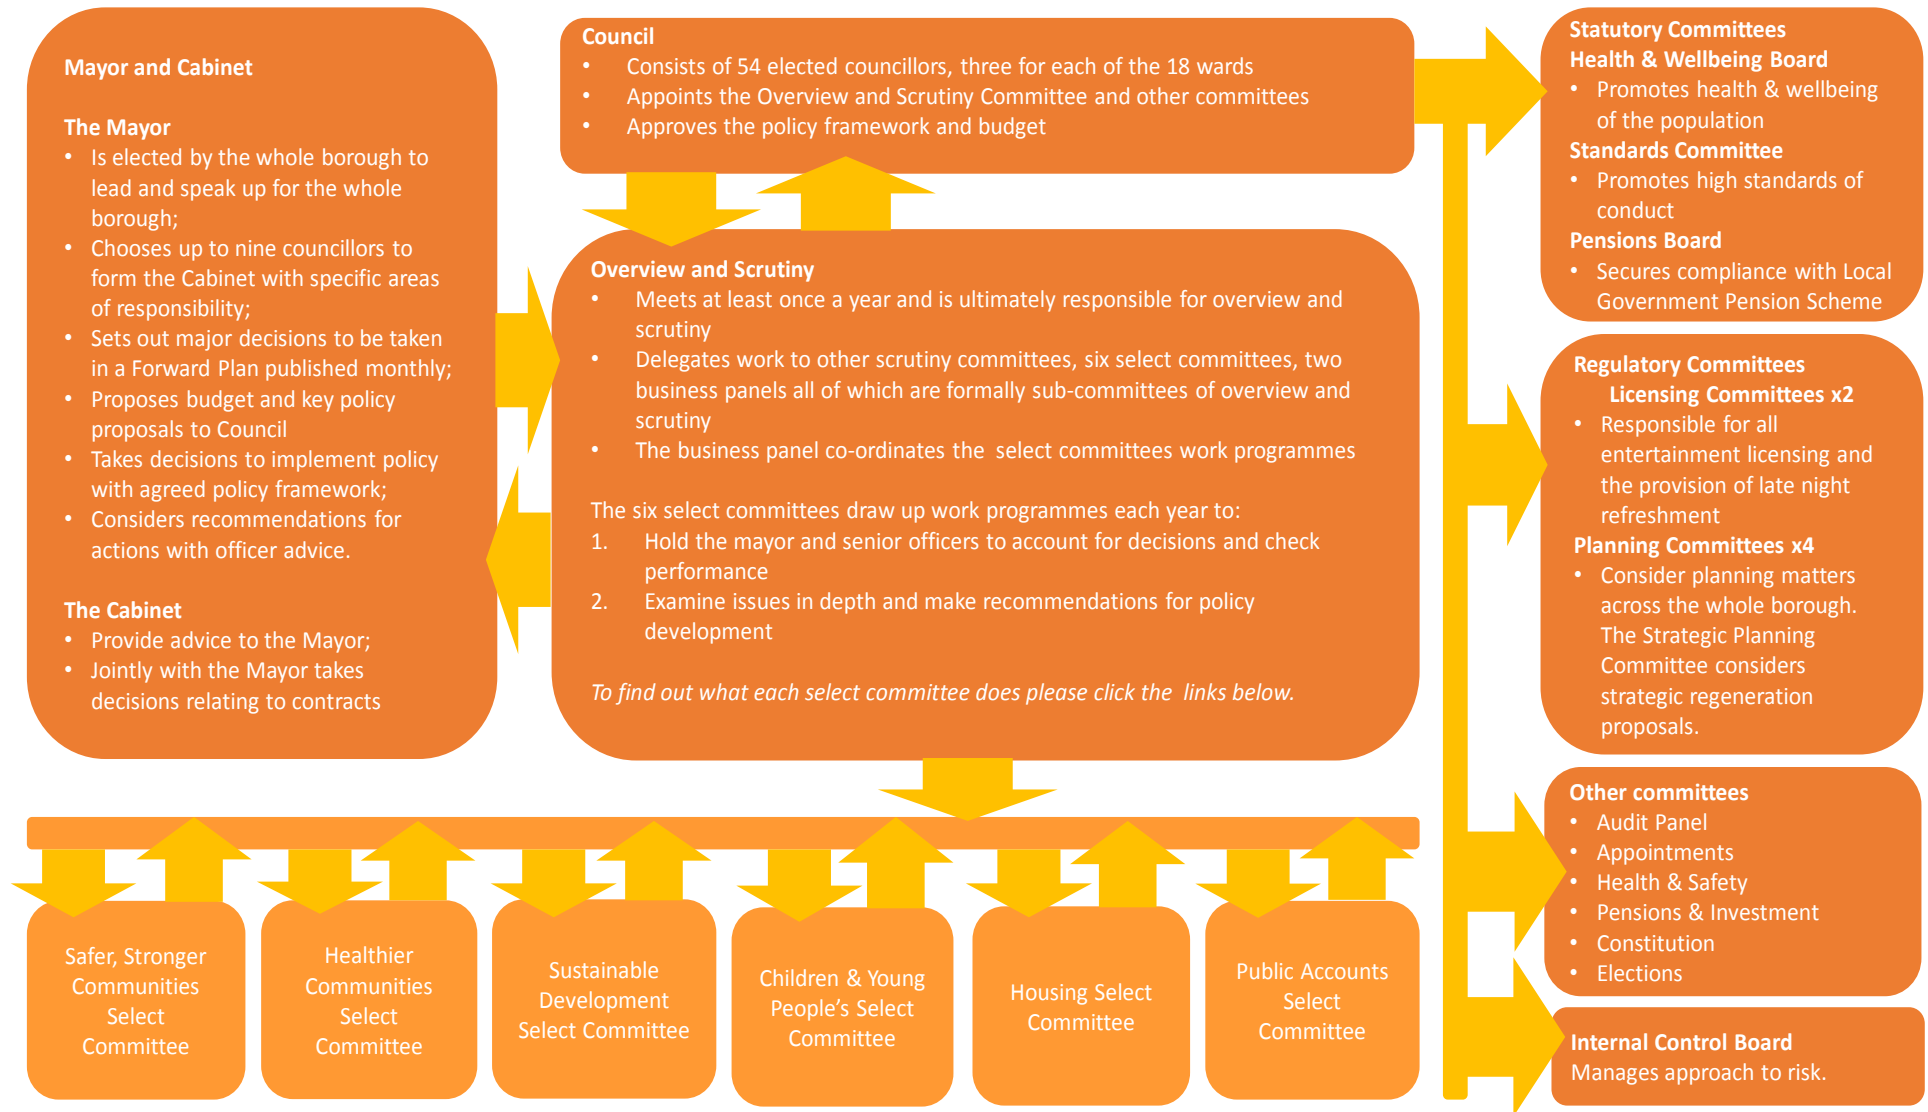 Mayor and Cabinet
The Mayor
• Is elected by the whole borough to
lead and speak up for the whole
borough;
• Chooses up to nine councillors to
form the Cabinet with specific areas
of responsibility;
• Sets out major decisions to be taken
in a Forward Plan published monthly;
• Proposes budget and key policy
proposals to Council
• Takes decisions to implement policy
with agreed policy framework;
• Considers recommendations for
actions with officer advice.
The Cabinet
• Provide advice to the Mayor;
• Jointly with the Mayor takes
decisions relating to contracts
Council
• Consists of 54 elected councillors, three for each of the 18 wards
• Appoints the Overview and Scrutiny Committee and other committees
• Approves the policy framework and budget
Overview and Scrutiny
• Meets at least once a year and is ultimately responsible for overview and
scrutiny
• Delegates work to other scrutiny committees, six select committees, two
business panels all of which are formally sub-committees of overview and
scrutiny
• The business panel co-ordinates the select committees work programmes
The six select committees draw up work programmes each year to:
1. Hold the mayor and senior officers to account for decisions and check
performance
2. Examine issues in depth and make recommendations for policy
development
To find out what each select committee does please click the links below.
Statutory Committees
Health & Wellbeing Board
• Promotes health & wellbeing
of the population
Standards Committee
• Promotes high standards of
conduct
Pensions Board
• Secures compliance with Local
Government Pension Scheme
Regulatory Committees
Licensing Committees x2
• Responsible for all
entertainment licensing and
the provision of late night
refreshment
Planning Committees x4
• Consider planning matters
across the whole borough.
The Strategic Planning
Committee considers
strategic regeneration
proposals.
Other committees
• Audit Panel
• Appointments
• Health & Safety
• Pensions & Investment
• Constitution
• Elections
Internal Control Board
Manages approach to risk.
Safer, Stronger
Communities
Select
Committee
Healthier
Communities
Select
Committee
Sustainable
Development
Select Committee
Children & Young
People's Select
Committee
Housing Select
Committee
Public Accounts
Select
Committee